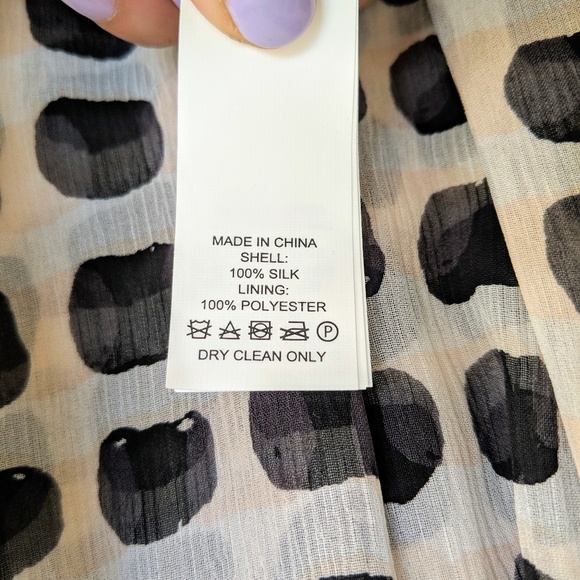 MADE IN CHINA
SHELL:
100% SILK
LINING:
100% POLYESTER
P
DRY CLEAN ONLY